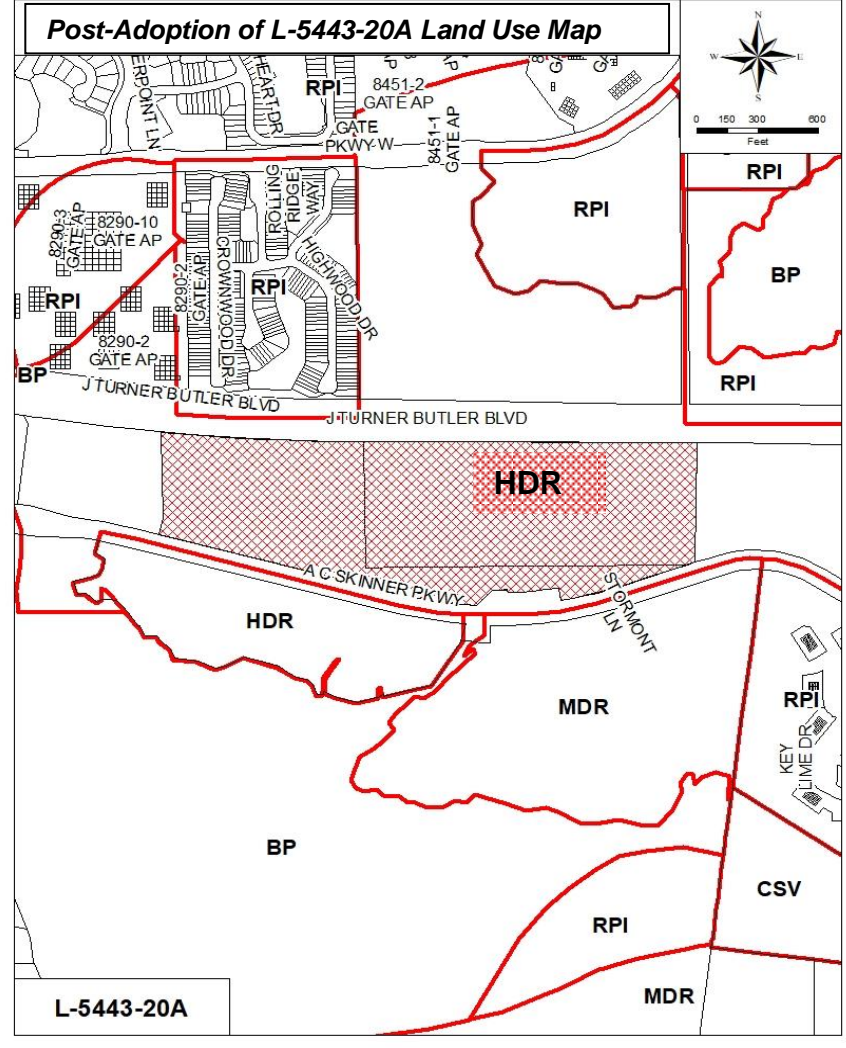 Post-Adoption of L-5443-20A Land Use Map
N
W
E
S
0 150 300 600
Feet
RPI
HEART DR
8451-2
GATE AP
GATE
PKWY W
8451-1
GATE AP
RPI
RPI
BP
RPI
8290-3
GATE AP
8290-10
GATE AP
RPI
8290-2
GATE AP
BP
8290-2
GATE AP
CROWNWOOD DR
ROLLING
RIDGE
WAY
RPI
HIGHWOOD DR
J TURNER BUTLER BLVD
J TURNER BUTLER BLVD
HDR
A C SKINNER PKWY
STORMONT
LN
HDR
MDR
RPI
KEY
LIME DR
BP
CSV
RPI
MDR
L-5443-20A